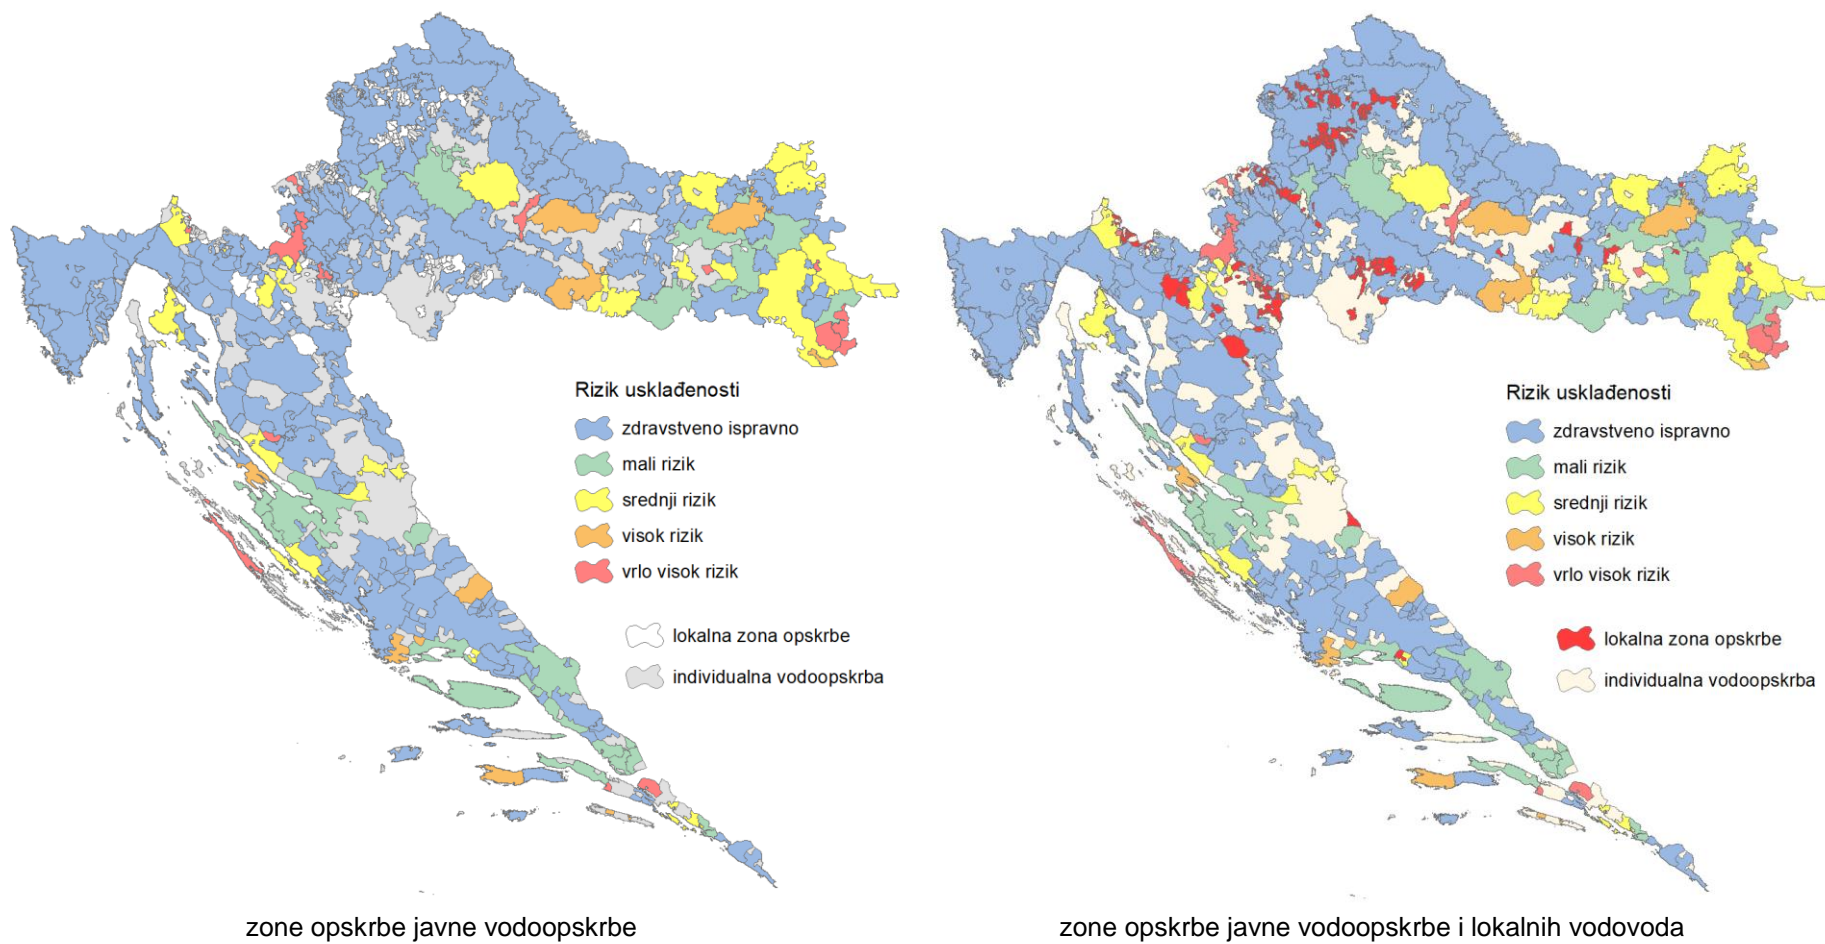 Rizik usklađenosti
zdravstveno ispravno
mali rizik
srednji rizik
visok rizik
vrlo visok rizik
lokalna zona opskrbe
individualna vodoopskrba
zone opskrbe javne vodoopskrbe
Rizik usklađenosti
zdravstveno ispravno
mali rizik
srednji rizik
visok rizik
vrlo visok rizik
lokalna zona opskrbe
individualna vodoopskrba
zone opskrbe javne vodoopskrbe i lokalnih vodovoda